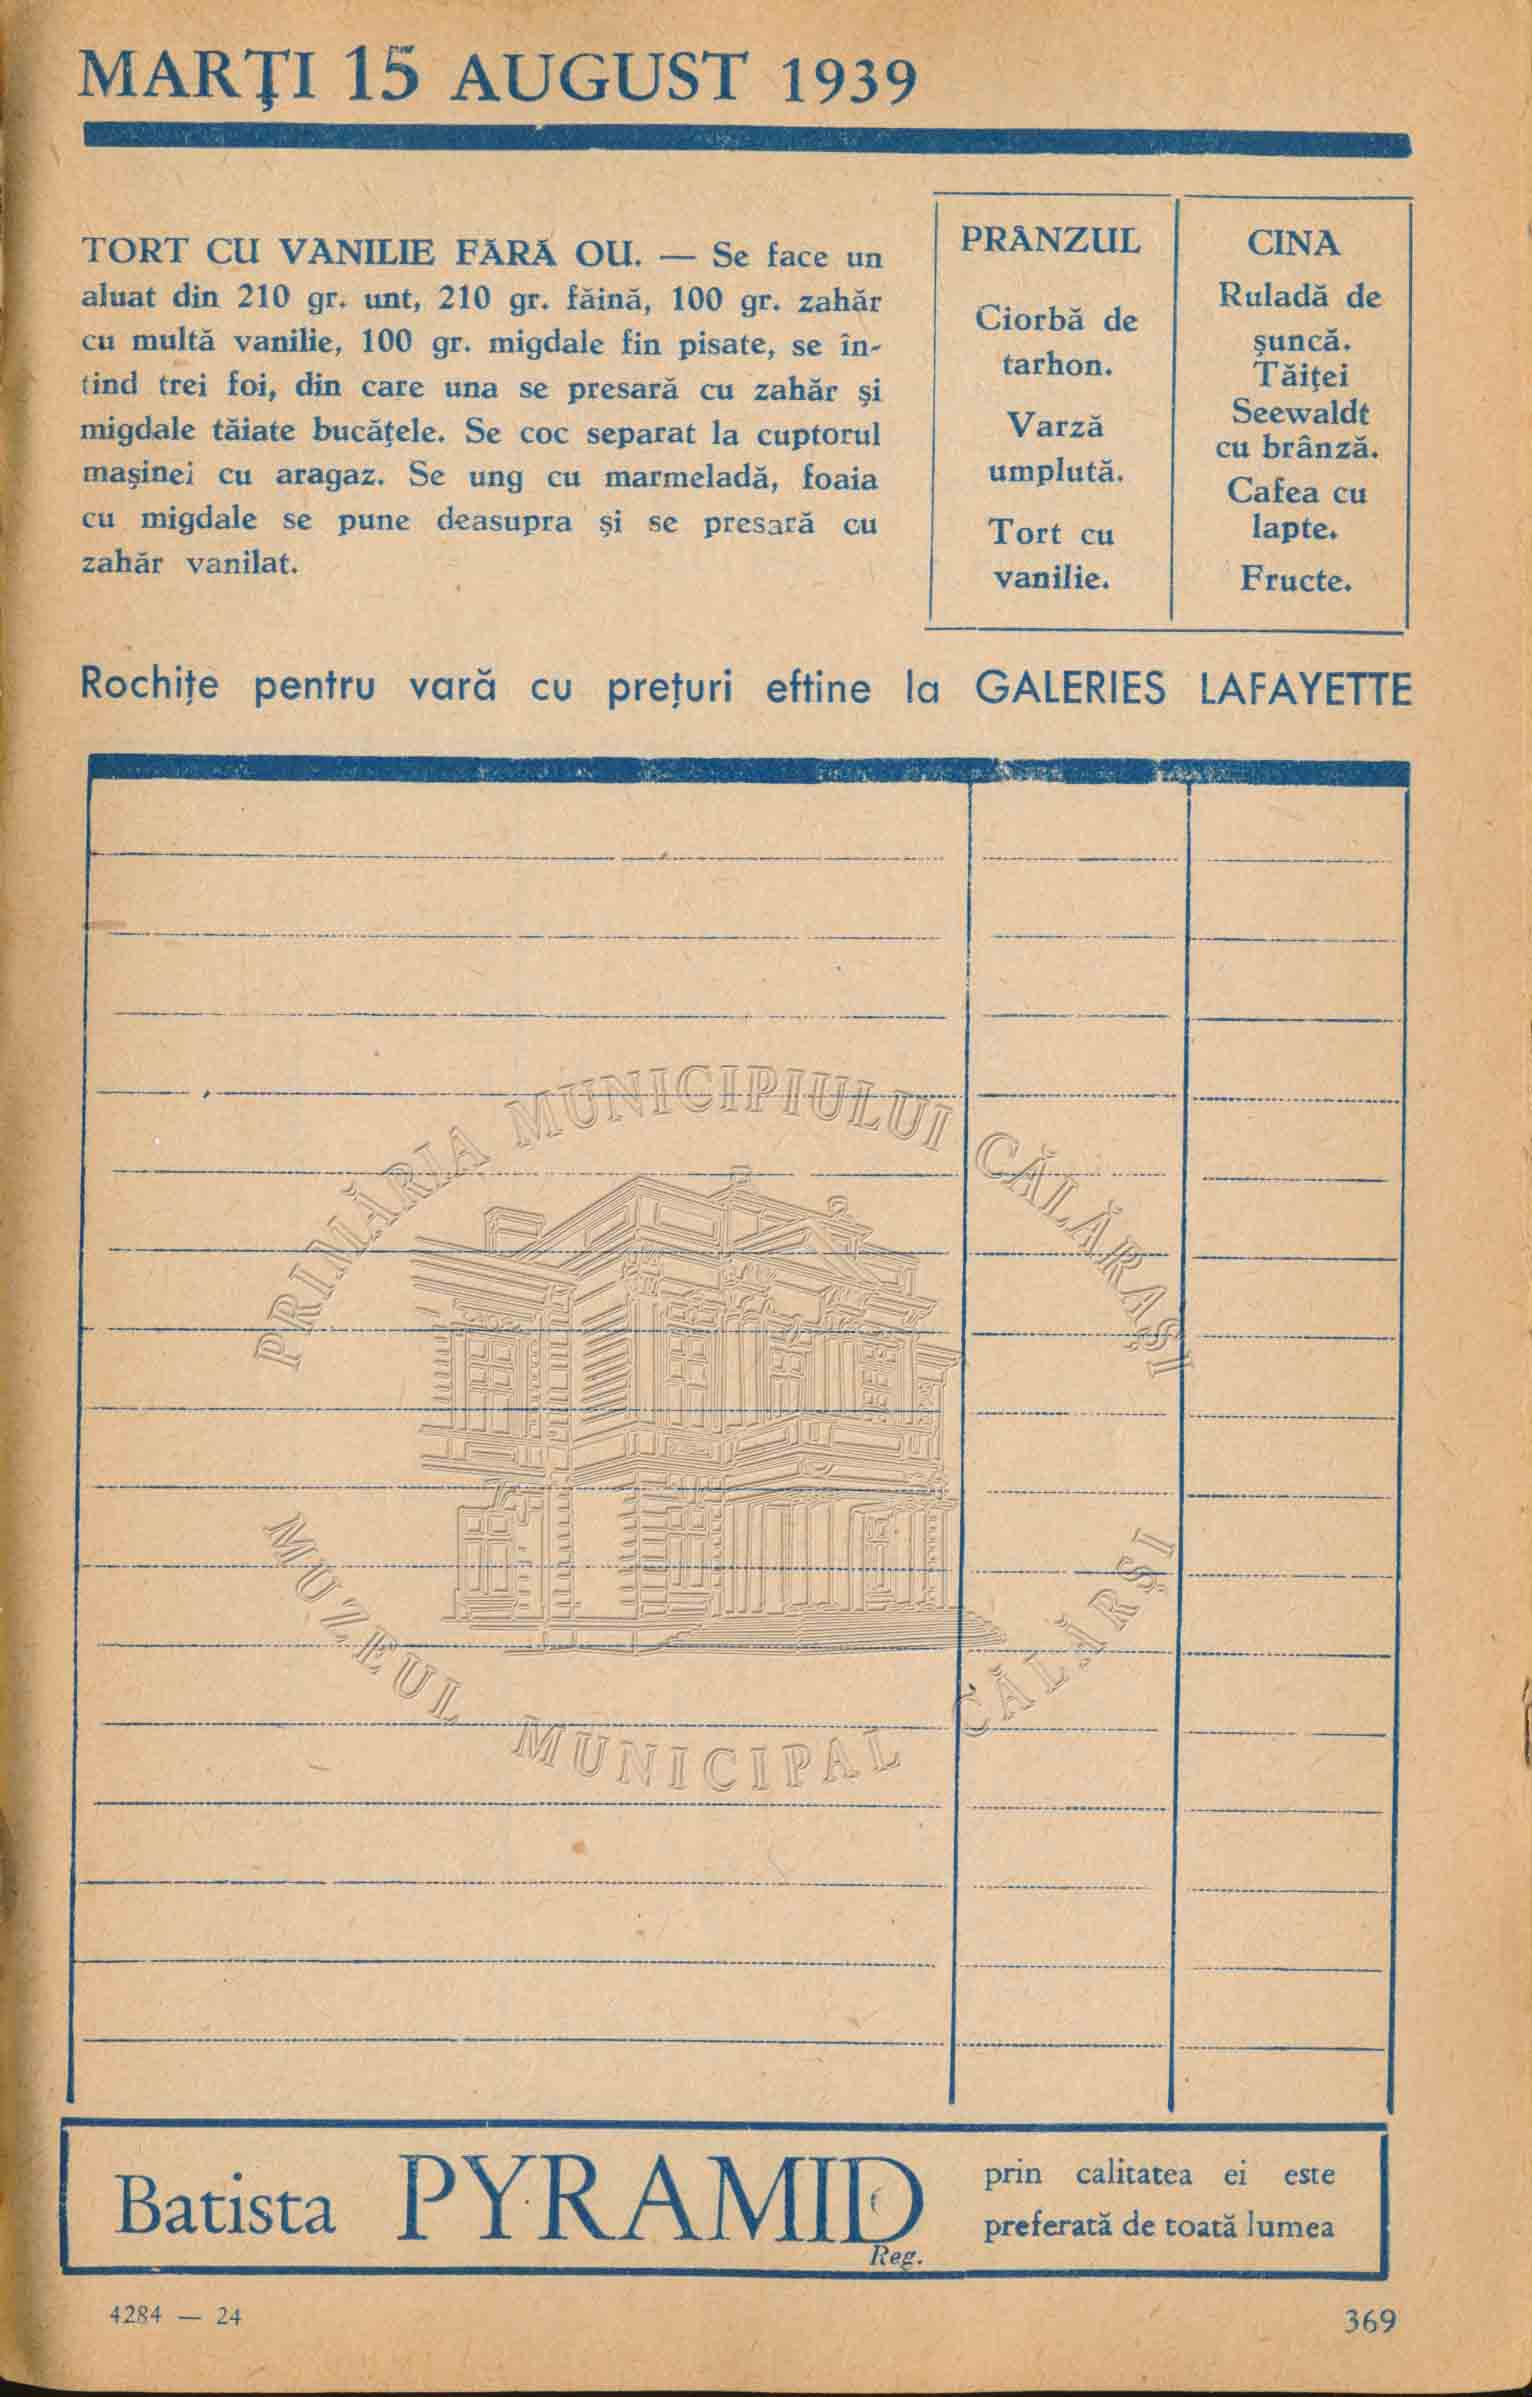 MARŢI 15 AUGUST 1939
TORT CU VANILIE FĂRĂ OU. — Se face un
aluat din 210 gr. unt, 210 gr. făină, 100 gr. zahăr
cu multă vanilie, 100 gr. migdale fin pisate, se în-
tind trei foi, din care una se presară cu zahăr şi
migdale tăiate bucăţele. Se coc separat la cuptorul
maşinei cu aragaz. Se ung cu marmeladă, foaia
cu migdale se pune deasupra şi se presară cu
zahăr vanilat.
PRÂNZUL
Ciorbă de
tarhon.
Varză
umplută.
Tort cu
vanilie.
CINA
Ruladă de
şuncă.
Tăiţei
Seewaldt
cu brânză.
Cafea cu
lapte.
Fructe.
Rochiţe pentru vară cu preţuri eftine la GALERIES LAFAYETTE
PRIMĂRIA MUNICIPIULUI CĂLĂRAŞI
MUZEUL MUNICIPAL CĂLĂRŞI
Batista PYRAMID
Reg.
prin calitatea ei este
preferată de toată lumea
4284 — 24
369